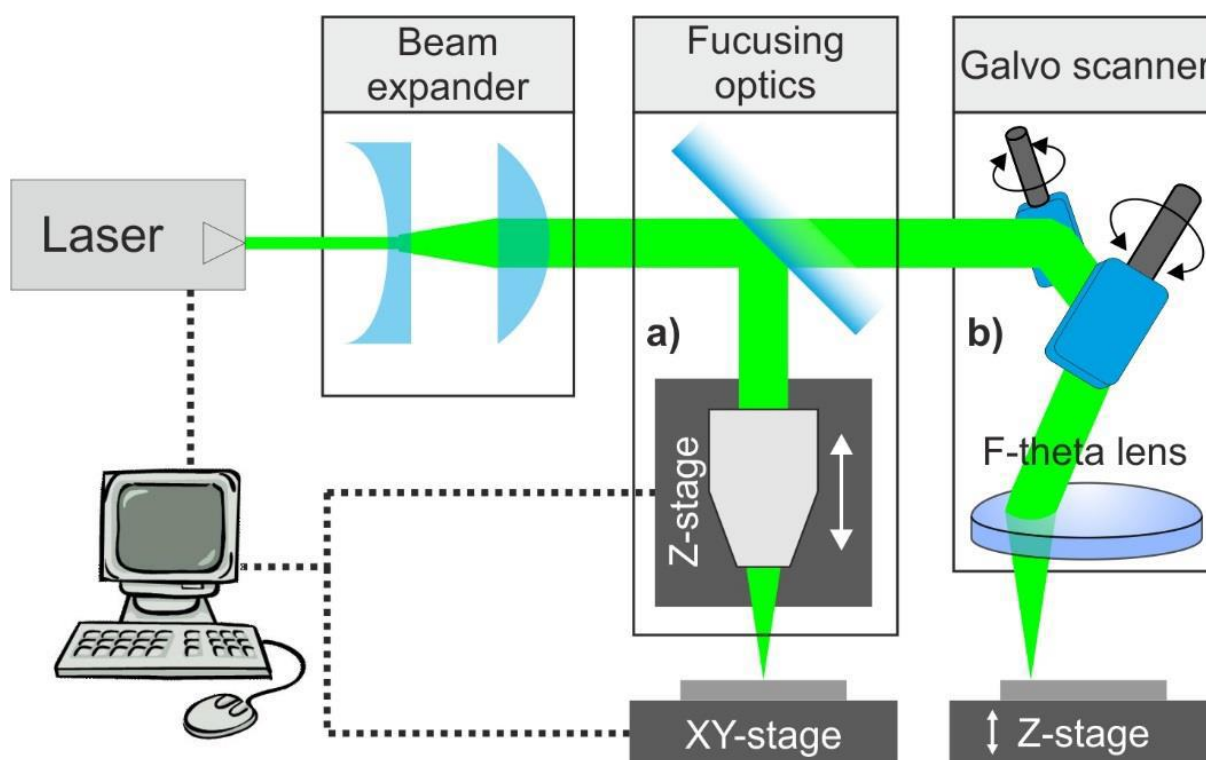 Beam
expander
Fucusing
optics
Galvo scanner
Laser
a)
b)
F-theta lens
Z-stage
XY-stage
Z-stage